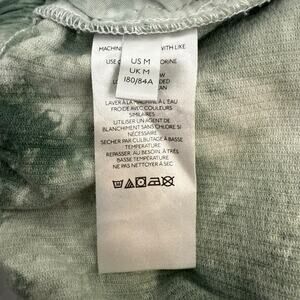 MACHIN WITH LIKE
US M
UK M
180/84A
USE C ORINE
LAVER À LA MACHINE À L'EAU
FROIDE AVEC COULEURS
SIMILAIRES
UTILISER UN AGENT DE
BLANCHIMENT SANS CHLORE SI
NÉCESSAIRE
SECHER PAR CULBUTAGE À BASSE
TEMPÉRATURE
REPASSER, AU BESOIN, À TRÈS
BASSE TEMPÉRATURE
NE PAS NETTOYER À SEC